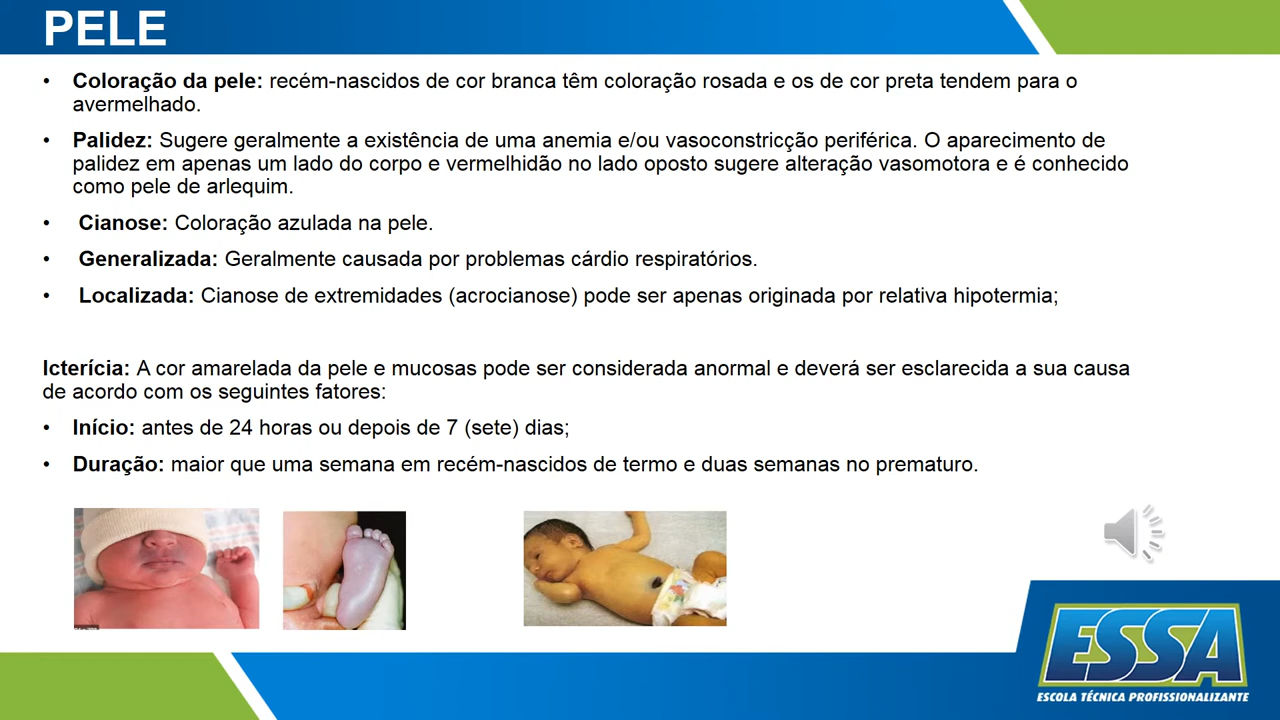 PELE
• Coloração da pele: recém-nascidos de cor branca têm coloração rosada e os de cor preta tendem para o
avermelhado.
• Palidez: Sugere geralmente a existência de uma anemia e/ou vasoconstricção periférica. O aparecimento de
palidez em apenas um lado do corpo e vermelhidão no lado oposto sugere alteração vasomotora e é conhecido
como pele de arlequim.
• Cianose: Coloração azulada na pele.
• Generalizada: Geralmente causada por problemas cárdio respiratórios.
• Localizada: Cianose de extremidades (acrocianose) pode ser apenas originada por relativa hipotermia;
Icterícia: A cor amarelada da pele e mucosas pode ser considerada anormal e deverá ser esclarecida a sua causa
de acordo com os seguintes fatores:
• Início: antes de 24 horas ou depois de 7 (sete) dias;
• Duração: maior que uma semana em recém-nascidos de termo e duas semanas no prematuro.
ESSA
ESCOLA TÉCNICA PROFISSIONALIZANTE